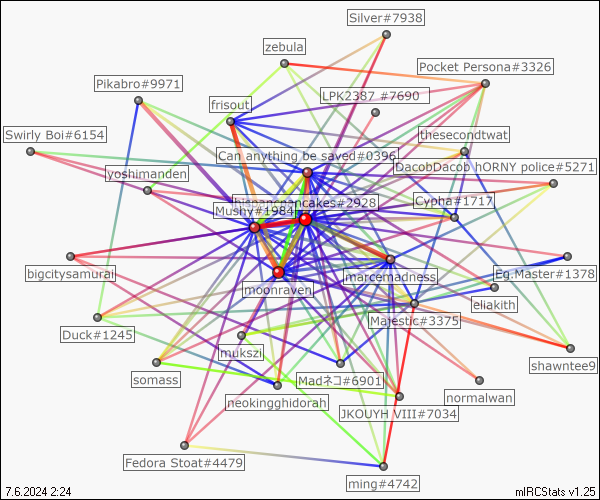 Silver#7938
zebula
Pocket Persona#3326
Pikabro#9971
LPK2387 #7690
frisout
thesecondtwat
Swirly Boi#6154
Can anything be saved#0396
DacobDacob hORNY police#5271
yoshimanden
hispancpancakes#2928
Cypha#1717
Mushy#1984
bigcitysamurai
moonraven
marcemadness
Eg.Master#1378
eliakith
Duck#1245
Majestic#3375
mukszi
shawntee9
somass
Madネコ#6901
normalwan
neokingghidorah
JKOUYH VIII#7034
Fedora Stoat#4479
ming#4742
7.6.2024 2:24
mIRCStats v1.25